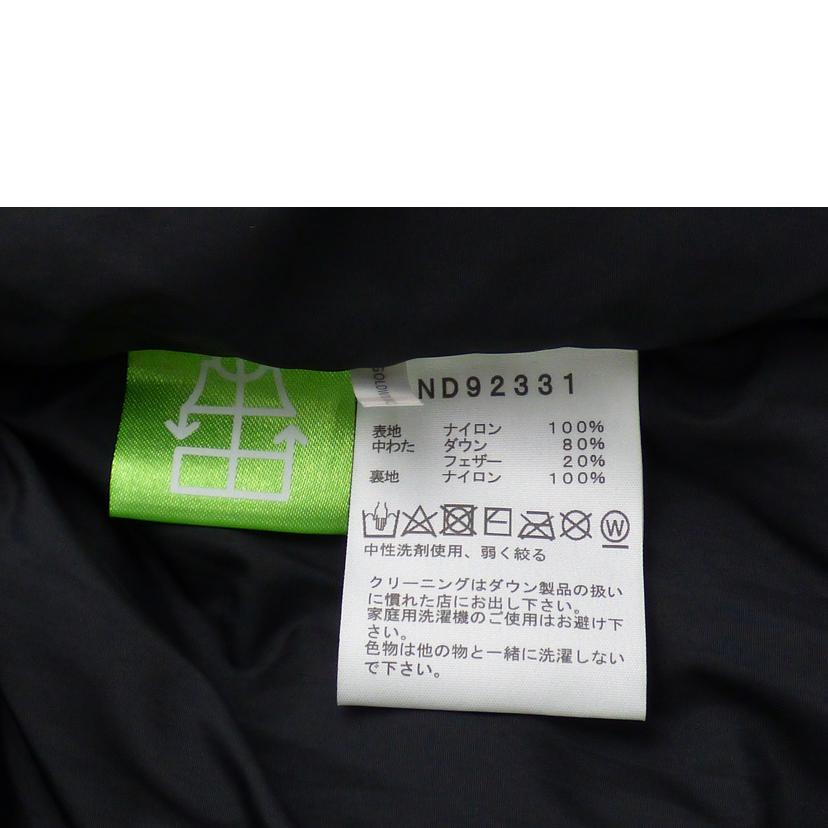 ND92331
表地 ナイロン 100%
中わた ダウン 80%
フェザー 20%
裏地 ナイロン 100%
W
中性洗剤使用、弱く絞る
クリーニングはダウン製品の扱い
に慣れた店にお出し下さい。
家庭用洗濯機のご使用はお避け下
さい。
色物は他の物と一緒に洗濯しない
で下さい。